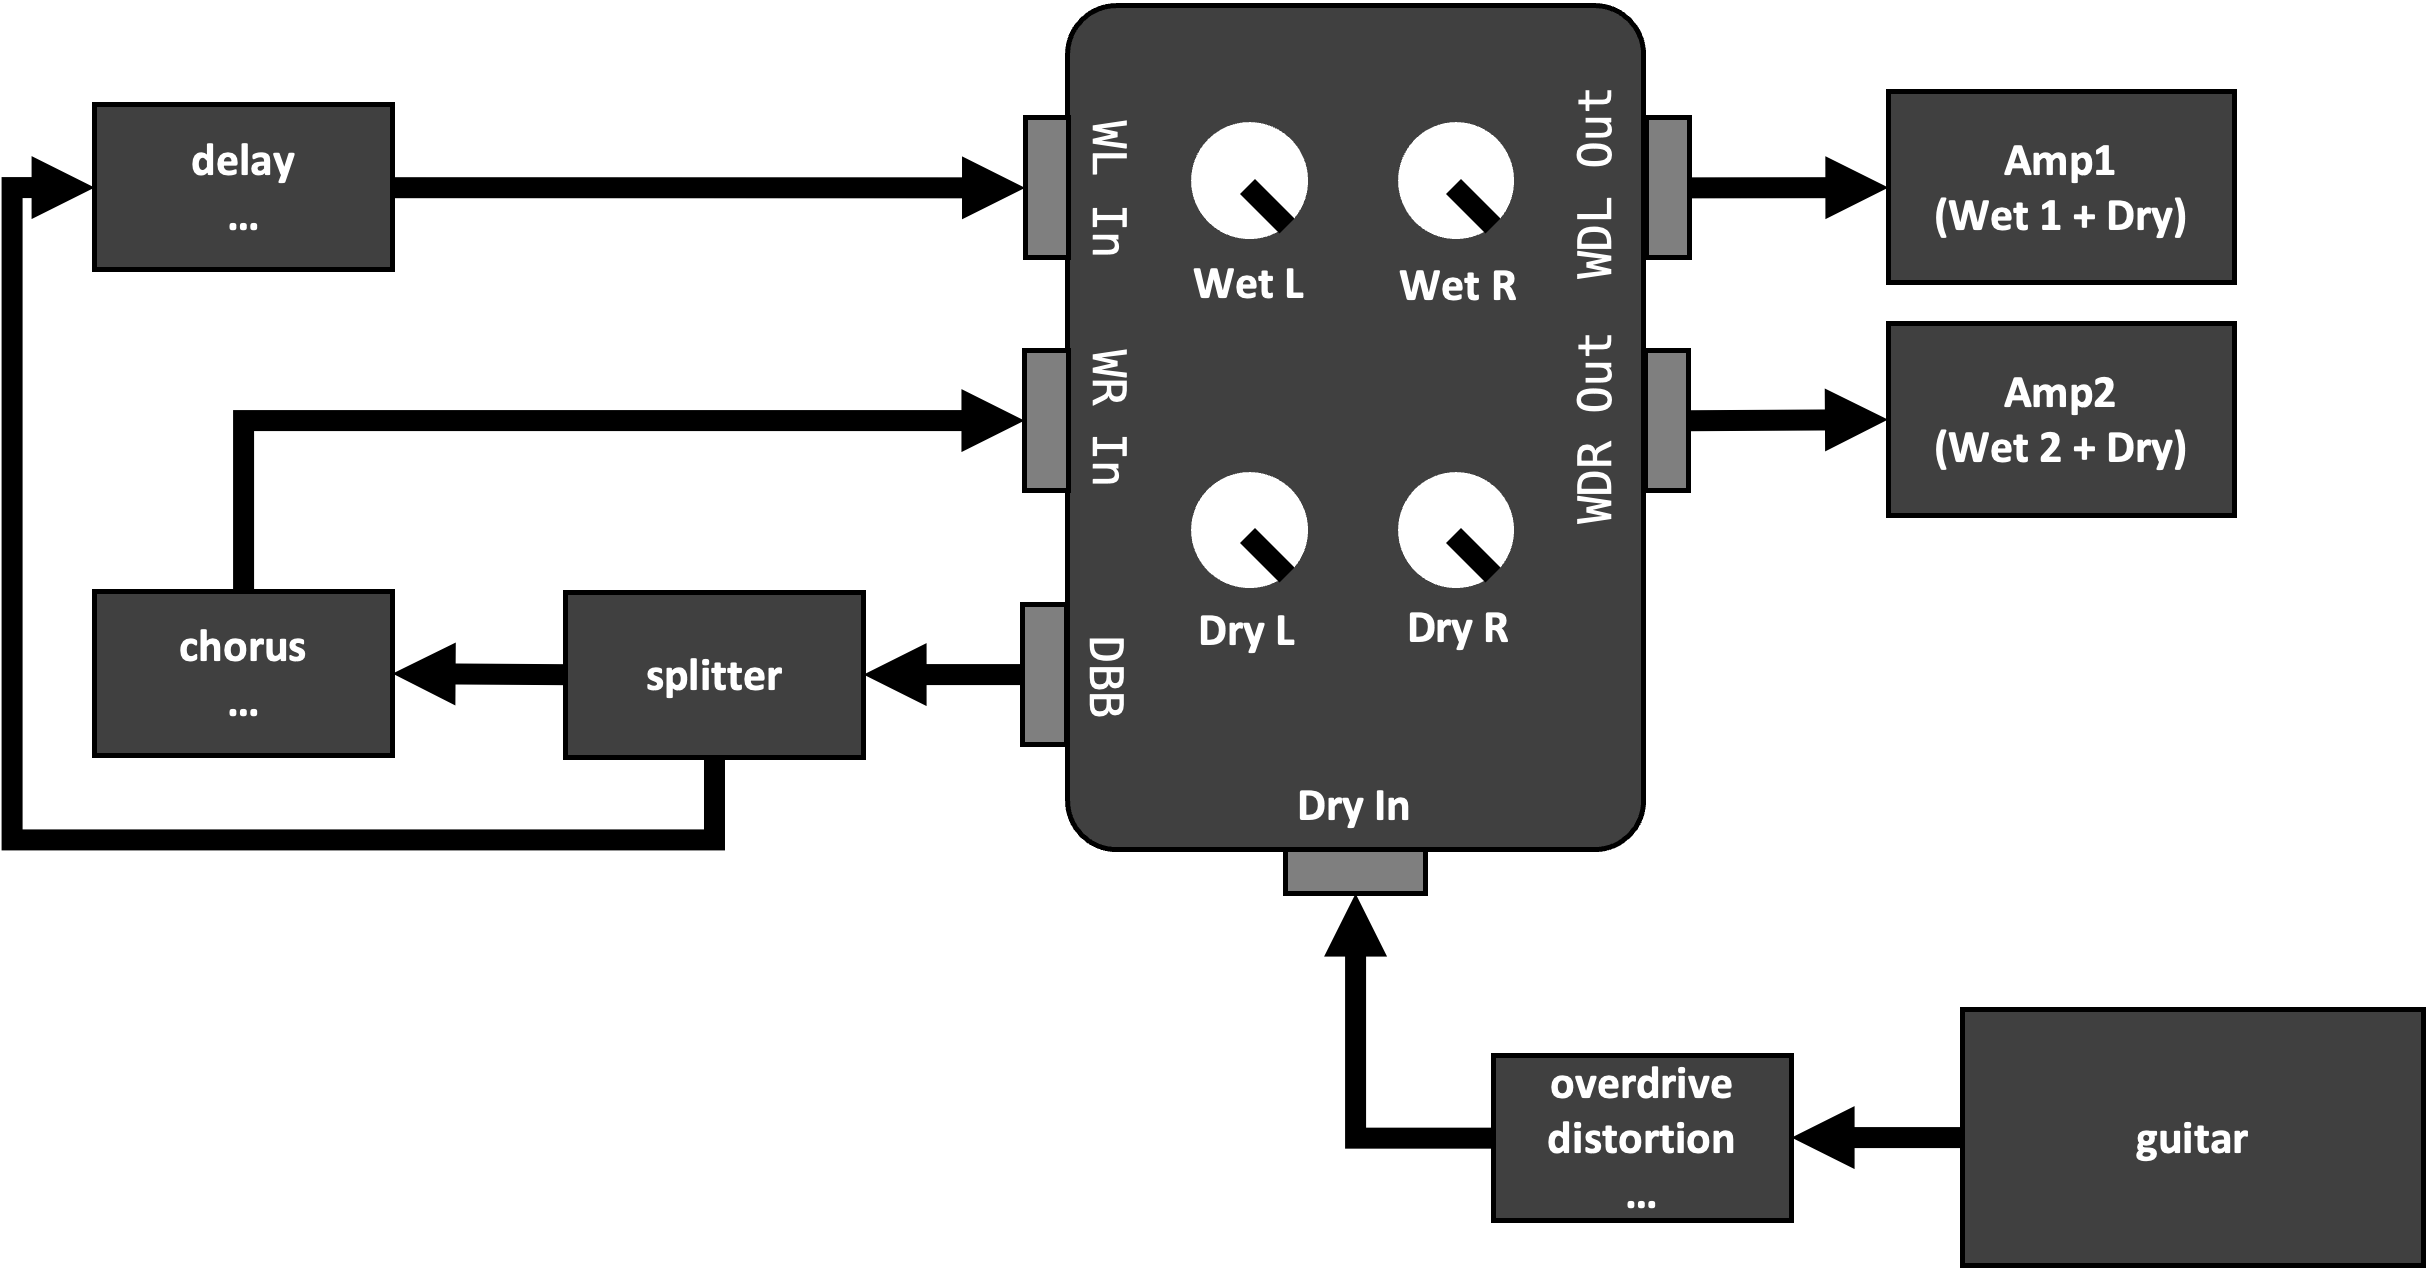 delay
...
WL In
Wet L
Wet R
WDL Out
Amp1
(Wet 1 + Dry)
WR In
WDR Out
Amp2
(Wet 2 + Dry)
chorus
...
splitter
DBB
Dry L
Dry R
Dry In
overdrive
distortion
...
guitar